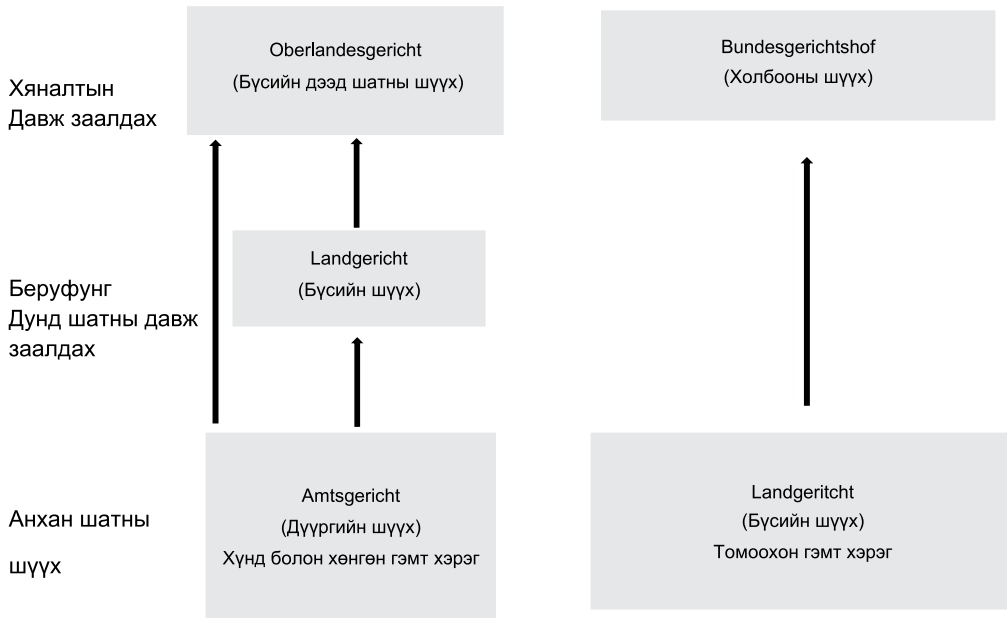 Oberlandesgericht
(Бүсийн дээд шатны шүүх)
Bundesgerichtshof
(Холбооны шүүх)
Хяналтын
Давж заалдах
Landgericht
(Бүсийн шүүх)
Беруфунг
Дунд шатны давж
заалдах
Amtsgericht
(Дүүргийн шүүх)
Хүнд болон хөнгөн гэмт хэрэг
Landgeritcht
(Бүсийн шүүх)
Томоохон гэмт хэрэг
Анхан шатны
шүүх